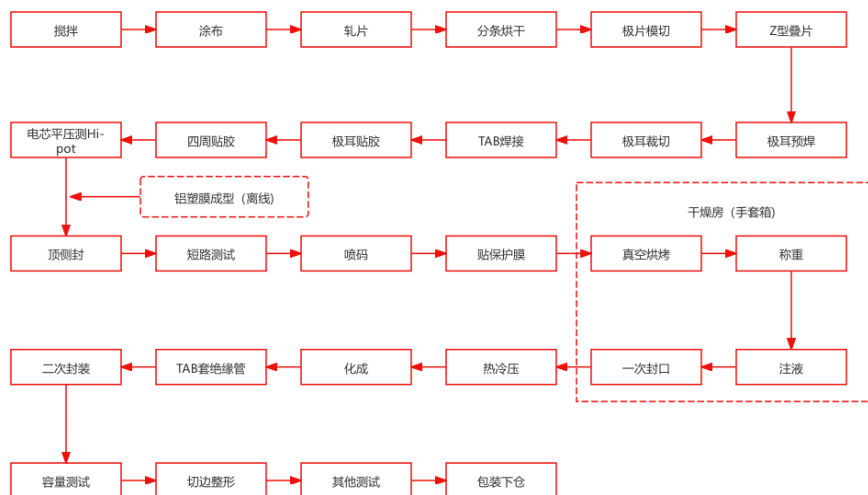 搅拌
涂布
轧片
分条烘干
极片模切
Z型叠片
电芯平压测Hi-
pot
四周贴胶
极耳贴胶
TAB焊接
极耳裁切
极耳预焊
铝塑膜成型（离线)
干燥房（手套箱)
顶侧封
短路测试
喷码
贴保护膜
真空烘烤
称重
二次封装
TAB套绝缘管
化成
热冷压
一次封口
注液
容量测试
切边整形
其他测试
包装下仓